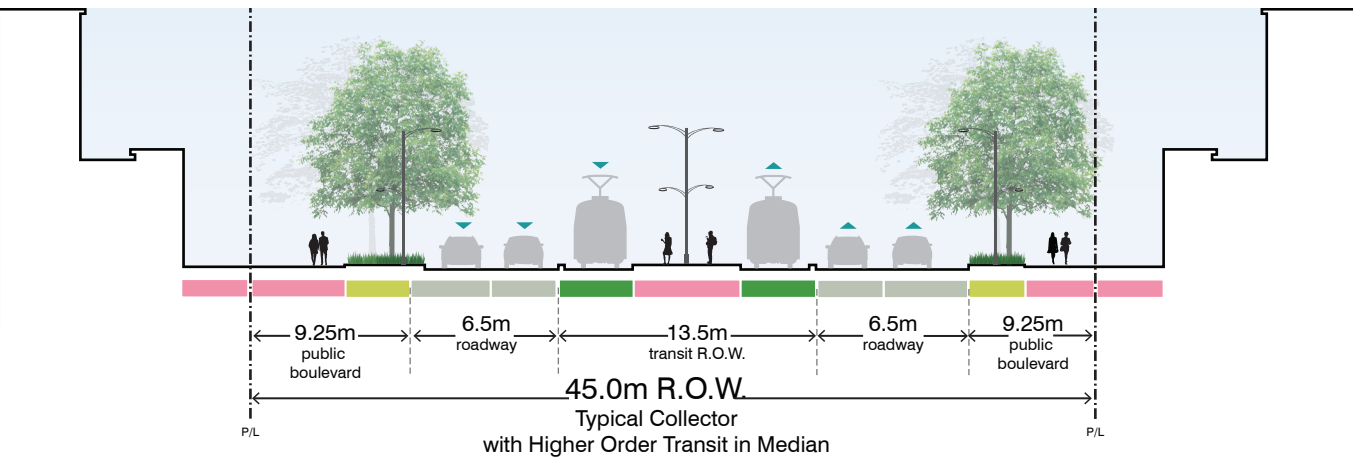 9.25m
public
boulevard
6.5m
roadway
13.5m
transit R.O.W.
6.5m
roadway
9.25m
public
boulevard
45.0m R.O.W.
Typical Collector
with Higher Order Transit in Median
P/L
P/L